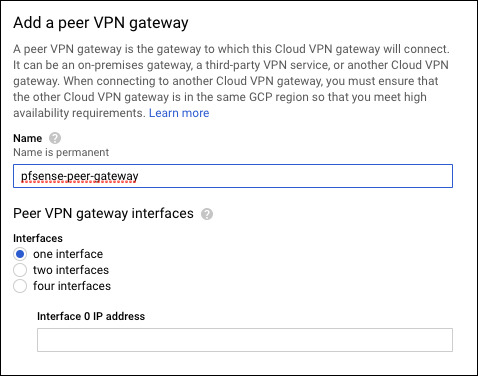 Add a peer VPN gateway
A peer VPN gateway is the gateway to which this Cloud VPN gateway will connect.
It can be an on-premises gateway, a third-party VPN service, or another Cloud VPN
gateway. When connecting to another Cloud VPN gateway, you must ensure that
the other Cloud VPN gateway is in the same GCP region so that you meet high
availability requirements. Learn more
Name ?
Name is permanent
pfsense-peer-gateway
Peer VPN gateway interfaces ?
Interfaces
one interface
two interfaces
four interfaces
Interface 0 IP address